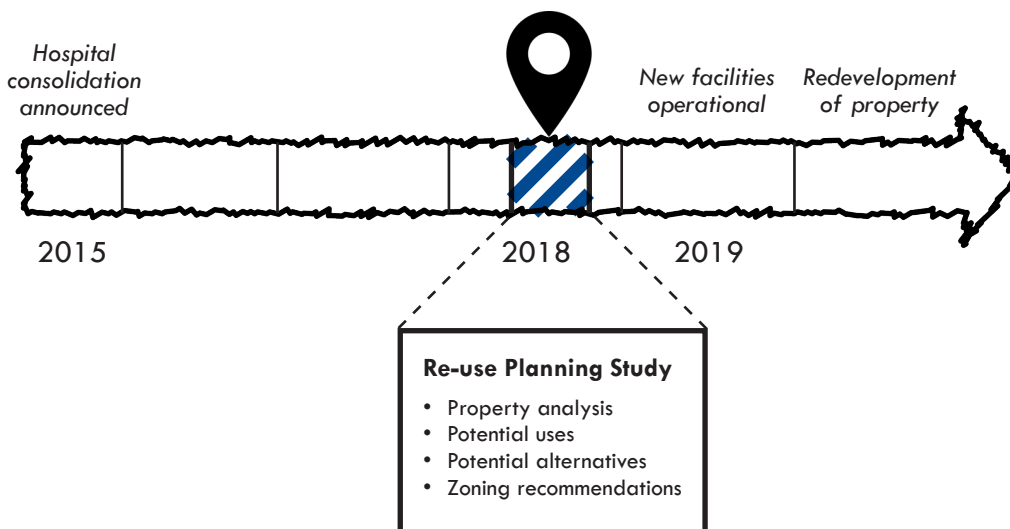 Hospital
consolidation
announced
New facilities
operational
Redevelopment
of property
2015
2018
2019
Re-use Planning Study
• Property analysis
• Potential uses
• Potential alternatives
• Zoning recommendations